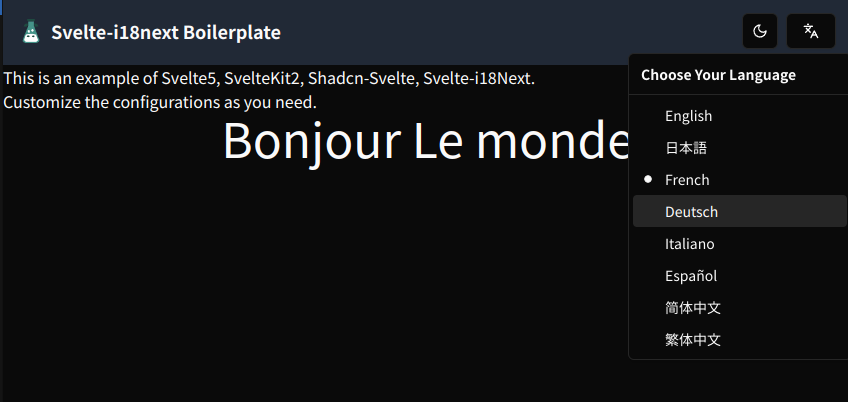 Svelte-i18next Boilerplate
This is an example of Svelte5, SvelteKit2, Shadcn-Svelte, Svelte-i18Next.
Customize the configurations as you need.
Bonjour Le monde
Choose Your Language
English
日本語
French
Deutsch
Italiano
Español
简体中文
繁体中文